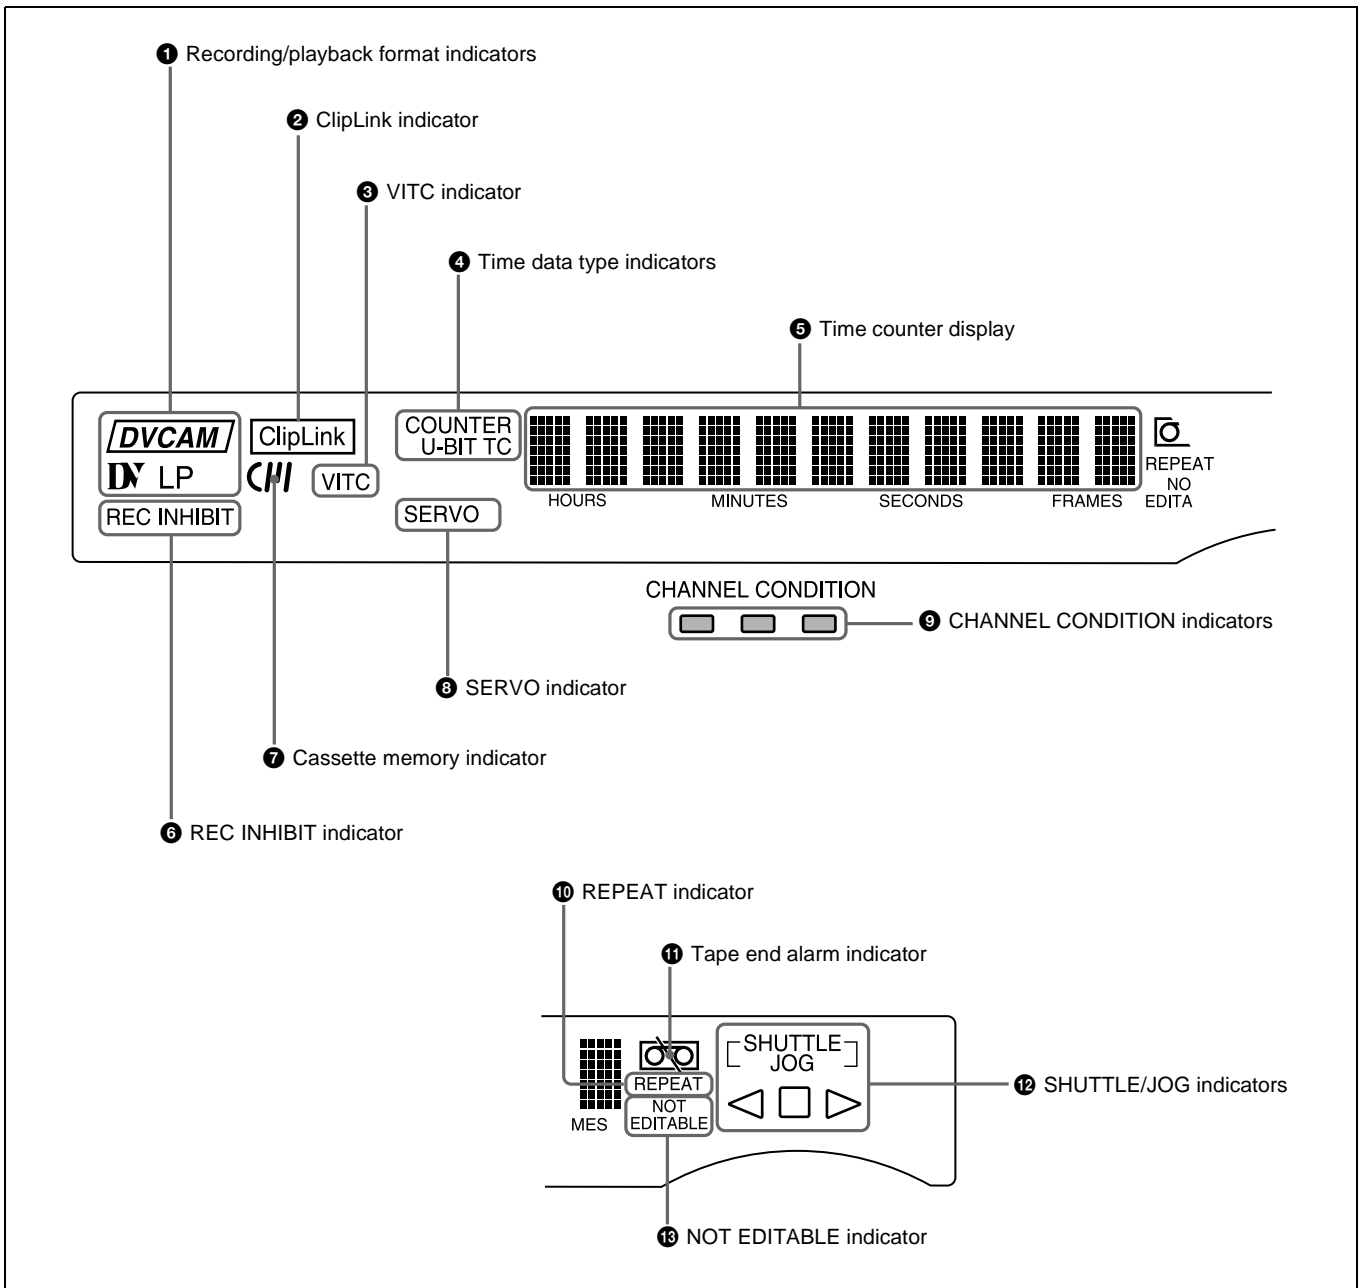 ❶ Recording/playback format indicators
❷ ClipLink indicator
❸ VITC indicator
❹ Time data type indicators
❺ Time counter display
DVCAM
ClipLink
COUNTER
U-BIT TC
DV LP
VITC
REPEAT
NO
EDITA
HOURS
MINUTES
SECONDS
FRAMES
REC INHIBIT
SERVO
CHANNEL CONDITION
❾ CHANNEL CONDITION indicators
❽ SERVO indicator
❼ Cassette memory indicator
❻ REC INHIBIT indicator
❿ REPEAT indicator
⓫ Tape end alarm indicator
SHUTTLE
JOG
REPEAT
NOT
EDITABLE
MES
⓬ SHUTTLE/JOG indicators
⓭ NOT EDITABLE indicator